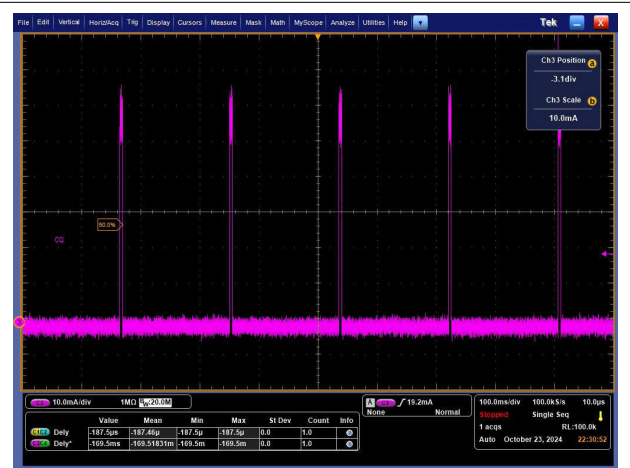 File Edit Vertical Horiz/Acq Trig Display Cursors Measure Mask Math MyScope Analyze Utilities Help Tek
Ch3 Position a
-3.1div
Ch3 Scale b
10.0mA
50.0%
CQ
C3 10.0mA/div 1MΩ BW:20.0M
A C3 19.2mA
None Normal
100.0ms/div 100.0kS/s 10.0µs
Stopped Single Seq
1 acqs RL:100.0k
Auto October 23, 2024 22:30:52
Value Mean Min Max St Dev Count Info
Dely -187.5µs -187.46µ -187.5µ -187.5µ 0.0 1.0
Dely* -169.5ms -169.51831m -169.5m -169.5m 0.0 1.0